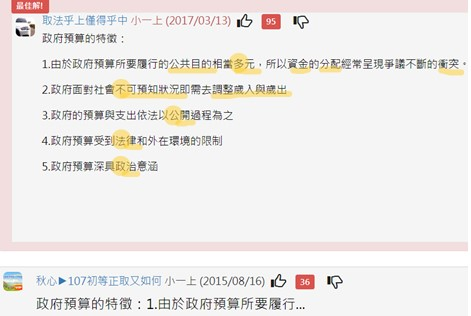 最佳解!
取法乎上僅得乎中 小一上 (2017/03/13) 95
政府預算的特徵:
1.由於政府預算所要履行的公共目的相當多元,所以資金的分配經常呈現爭議不斷的衝突。
2.政府面對社會不可預知狀況即需去調整歲入與歲出
3.政府的預算與支出依法以公開過程為之
4.政府預算受到法律和外在環境的限制
5.政府預算深具政治意涵
秋心▶107初等正取又如何 小一上 (2015/08/16) 36
政府預算的特徵:1.由於政府預算所要履行...